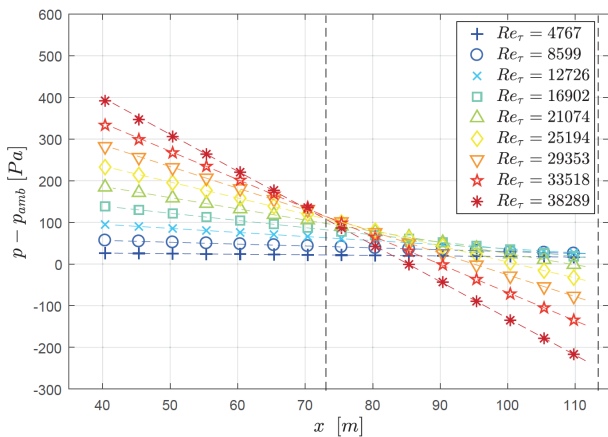 600
500
400
300
200
100
0
-100
-200
-300
p − p_amb [Pa]
Re_τ = 4767
Re_τ = 8599
Re_τ = 12726
Re_τ = 16902
Re_τ = 21074
Re_τ = 25194
Re_τ = 29353
Re_τ = 33518
Re_τ = 38289
40 50 60 70 80 90 100 110
x [m]